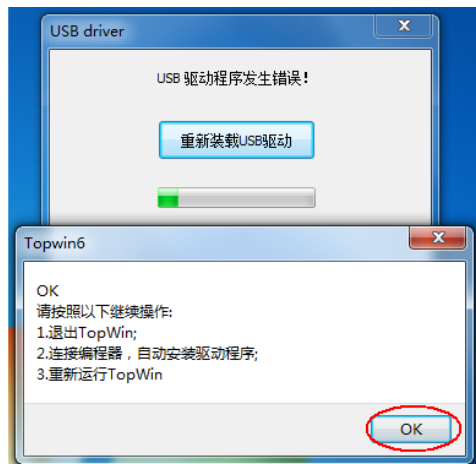 USB driver
USB 驱动程序发生错误!
重新装载USB驱动
Topwin6
OK
请按照以下继续操作:
1.退出TopWin;
2.连接编程器，自动安装驱动程序;
3.重新运行TopWin
OK